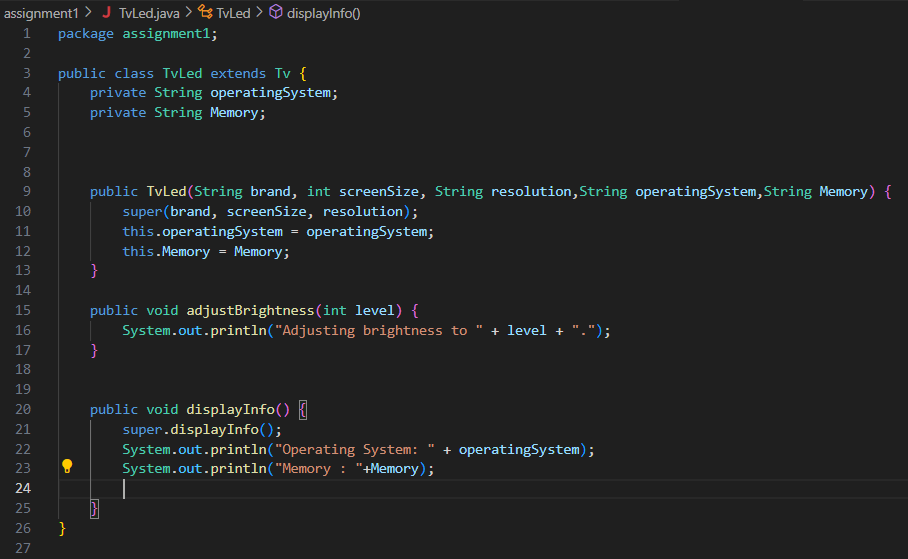 assignment1 > TvLed.java > TvLed > displayInfo()
1 package assignment1;
2
3 public class TvLed extends Tv {
4 private String operatingSystem;
5 private String Memory;
6
7
8
9 public TvLed(String brand, int screenSize, String resolution,String operatingSystem,String Memory) {
10 super(brand, screenSize, resolution);
11 this.operatingSystem = operatingSystem;
12 this.Memory = Memory;
13 }
14
15 public void adjustBrightness(int level) {
16 System.out.println("Adjusting brightness to " + level + ".");
17 }
18
19
20 public void displayInfo() {
21 super.displayInfo();
22 System.out.println("Operating System: " + operatingSystem);
23 System.out.println("Memory : "+Memory);
24
25 }
26 }
27